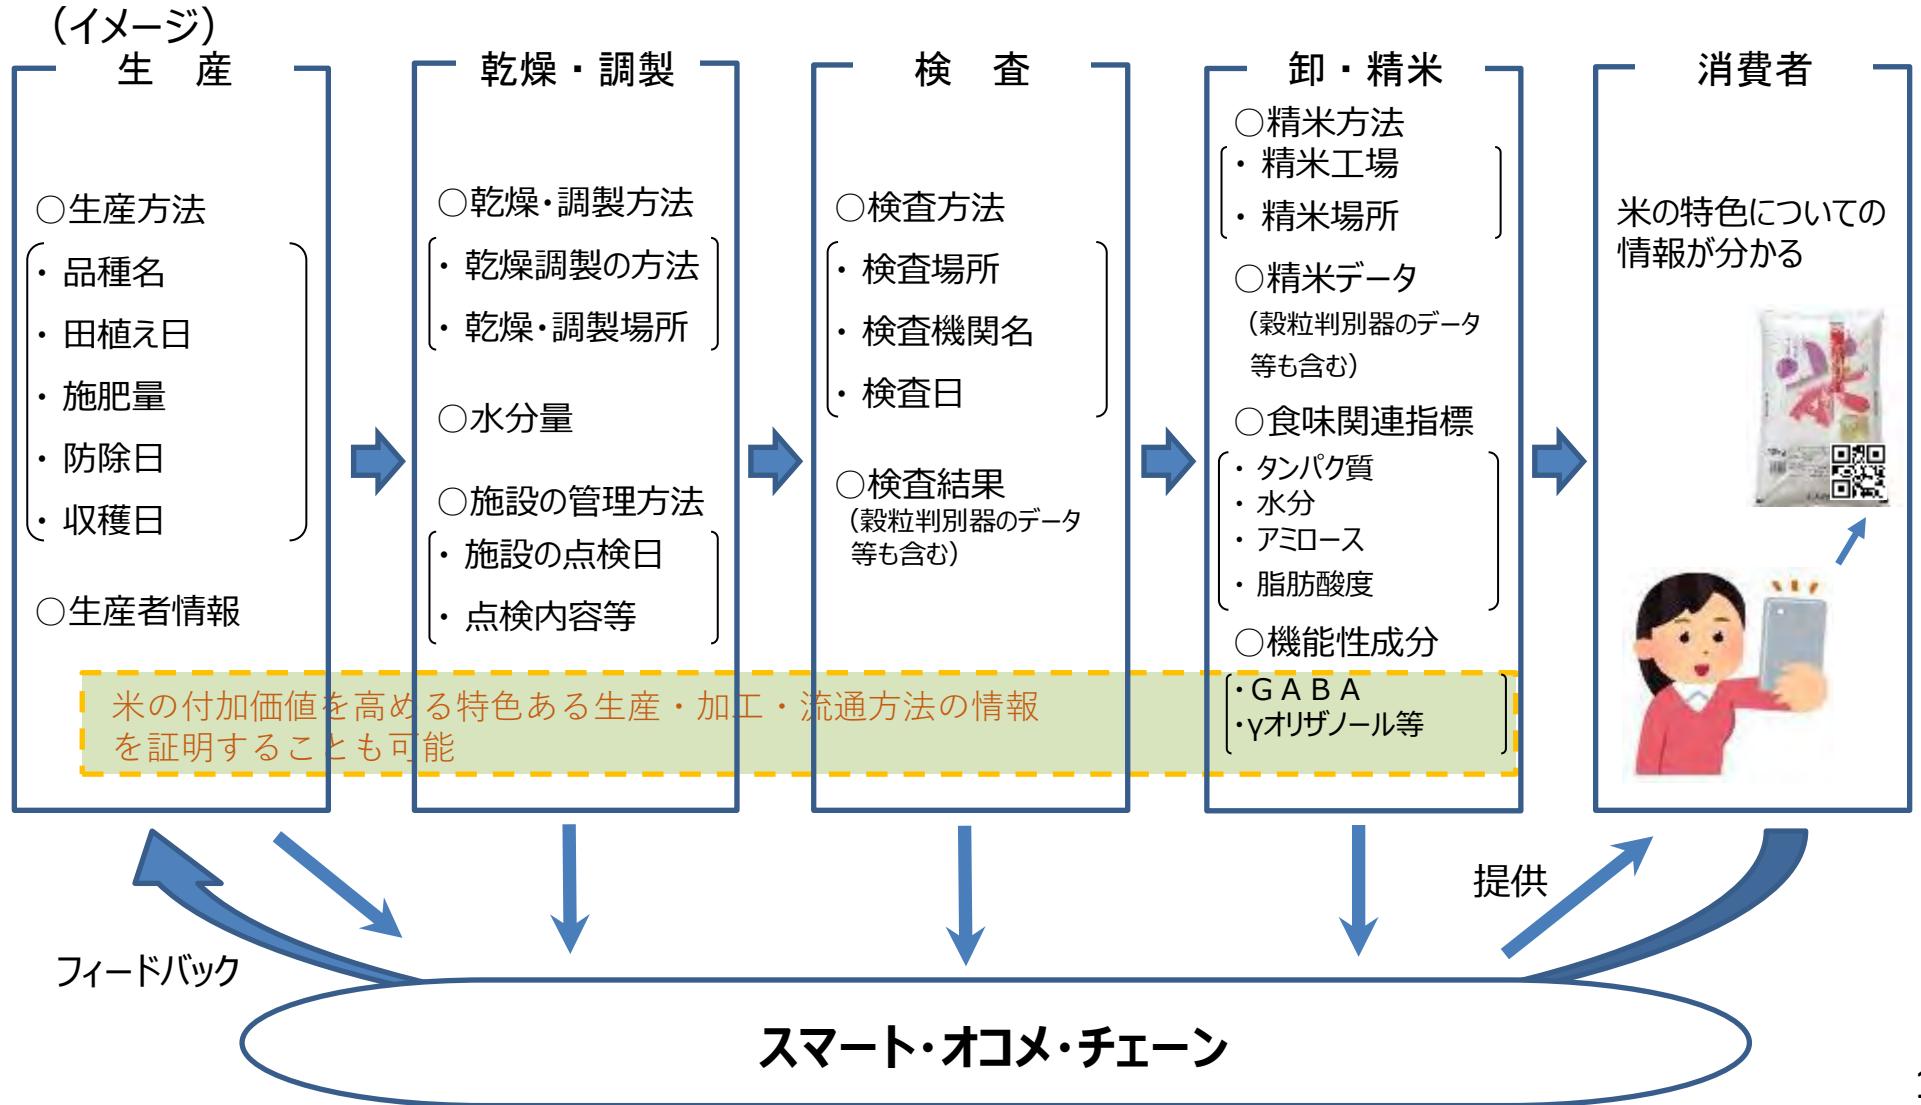 （イメージ）
生　産
○生産方法
・品種名
・田植え日
・施肥量
・防除日
・収穫日
○生産者情報
乾燥・調製
○乾燥・調製方法
・乾燥調製の方法
・乾燥・調製場所
○水分量
○施設の管理方法
・施設の点検日
・点検内容等
検　査
○検査方法
・検査場所
・検査機関名
・検査日
○検査結果
（穀粒判別器のデータ
等も含む）
卸・精米
○精米方法
・精米工場
・精米場所
○精米データ
（穀粒判別器のデータ
等も含む）
○食味関連指標
・タンパク質
・水分
・アミロース
・脂肪酸度
○機能性成分
・ＧＡＢＡ
・γオリザノール等
消費者
米の特色についての
情報が分かる
米の付加価値を高める特色ある生産・加工・流通方法の情報
を証明することも可能
提供
フィードバック
スマート・オコメ・チェーン